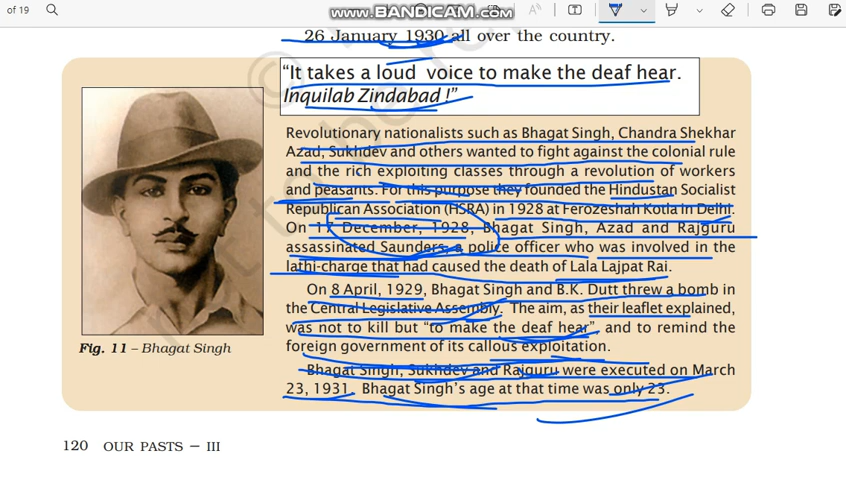 www.BANDICAM.com
of 19
26 January 1930 all over the country.
“It takes a loud voice to make the deaf hear.
Inquilab Zindabad !”
Revolutionary nationalists such as Bhagat Singh, Chandra Shekhar
Azad, Sukhdev and others wanted to fight against the colonial rule
and the rich exploiting classes through a revolution of workers
and peasants. For this purpose they founded the Hindustan Socialist
Republican Association (HSRA) in 1928 at Ferozeshah Kotla in Delhi.
On 17 December, 1928, Bhagat Singh, Azad and Rajguru
assassinated Saunders, a police officer who was involved in the
lathi-charge that had caused the death of Lala Lajpat Rai.
On 8 April, 1929, Bhagat Singh and B.K. Dutt threw a bomb in
the Central Legislative Assembly. The aim, as their leaflet explained,
was not to kill but “to make the deaf hear”, and to remind the
foreign government of its callous exploitation.
Bhagat Singh, Sukhdev and Rajguru were executed on March
23, 1931. Bhagat Singh’s age at that time was only 23.
Fig. 11 – Bhagat Singh
120 OUR PASTS – III